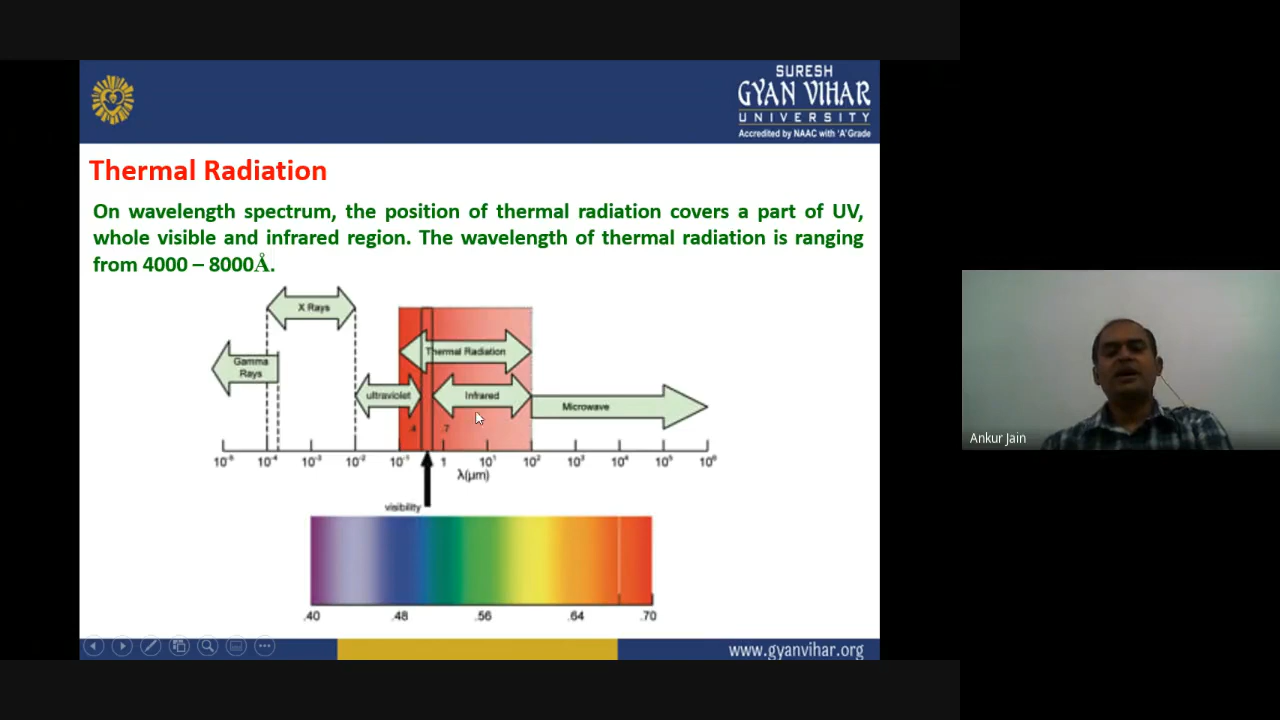 SURESH
GYAN VIHAR
UNIVERSITY
Accredited by NAAC with 'A' Grade
Thermal Radiation
On wavelength spectrum, the position of thermal radiation covers a part of UV,
whole visible and infrared region. The wavelength of thermal radiation is ranging
from 4000 – 8000Å.
X Rays
Thermal Radiation
Gamma
Rays
ultraviolet
Infrared
Microwave
.4 .7
10⁻⁵ 10⁻⁴ 10⁻³ 10⁻² 10⁻¹ 1 10¹ 10² 10³ 10⁴ 10⁵ 10⁶
λ(μm)
visibility
.40 .48 .56 .64 .70
www.gyanvihar.org
Ankur Jain